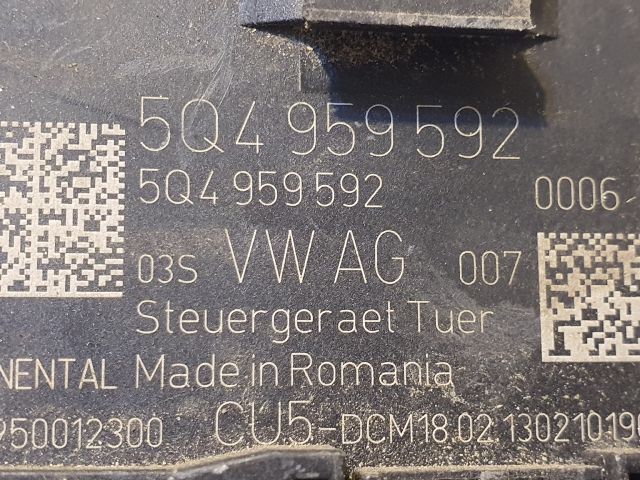 5Q4 959 592
5Q4 959 592 0006
03S VW AG 007
Steuergeraet Tuer
NENTAL Made in Romania
950012300 CU5-DCM18.02.130210190